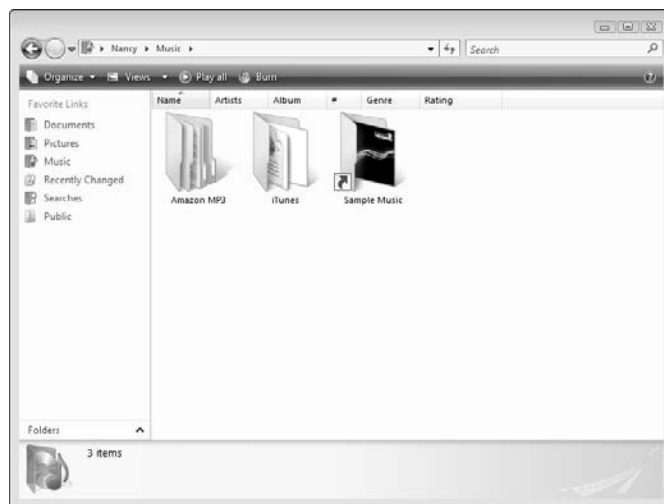 Nancy Music
Search
Organize Views Play all Burn
Favorite Links
Documents
Pictures
Music
Recently Changed
Searches
Public
Folders
Name Artists Album # Genre Rating
Amazon MP3 iTunes Sample Music
3 items